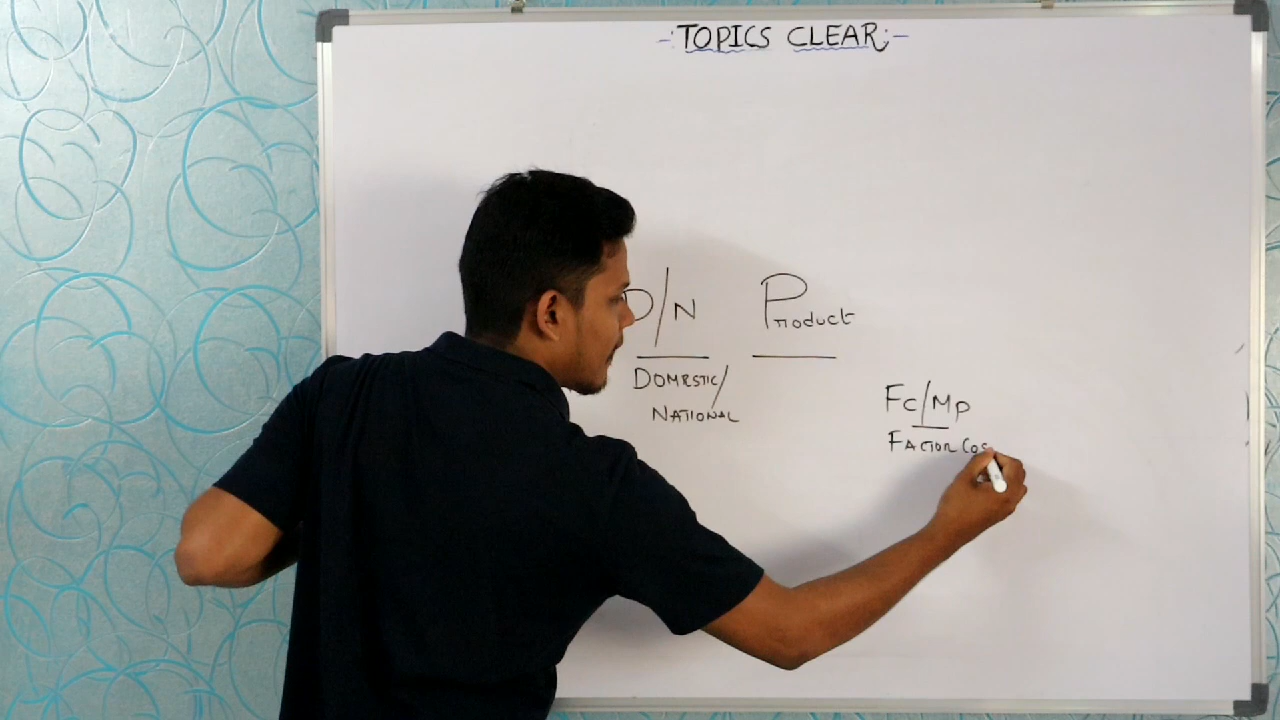 -:TOPICS CLEAR:-
D/N Product
DOMESTIC/
NATIONAL
FC/MP
FACTOR COS